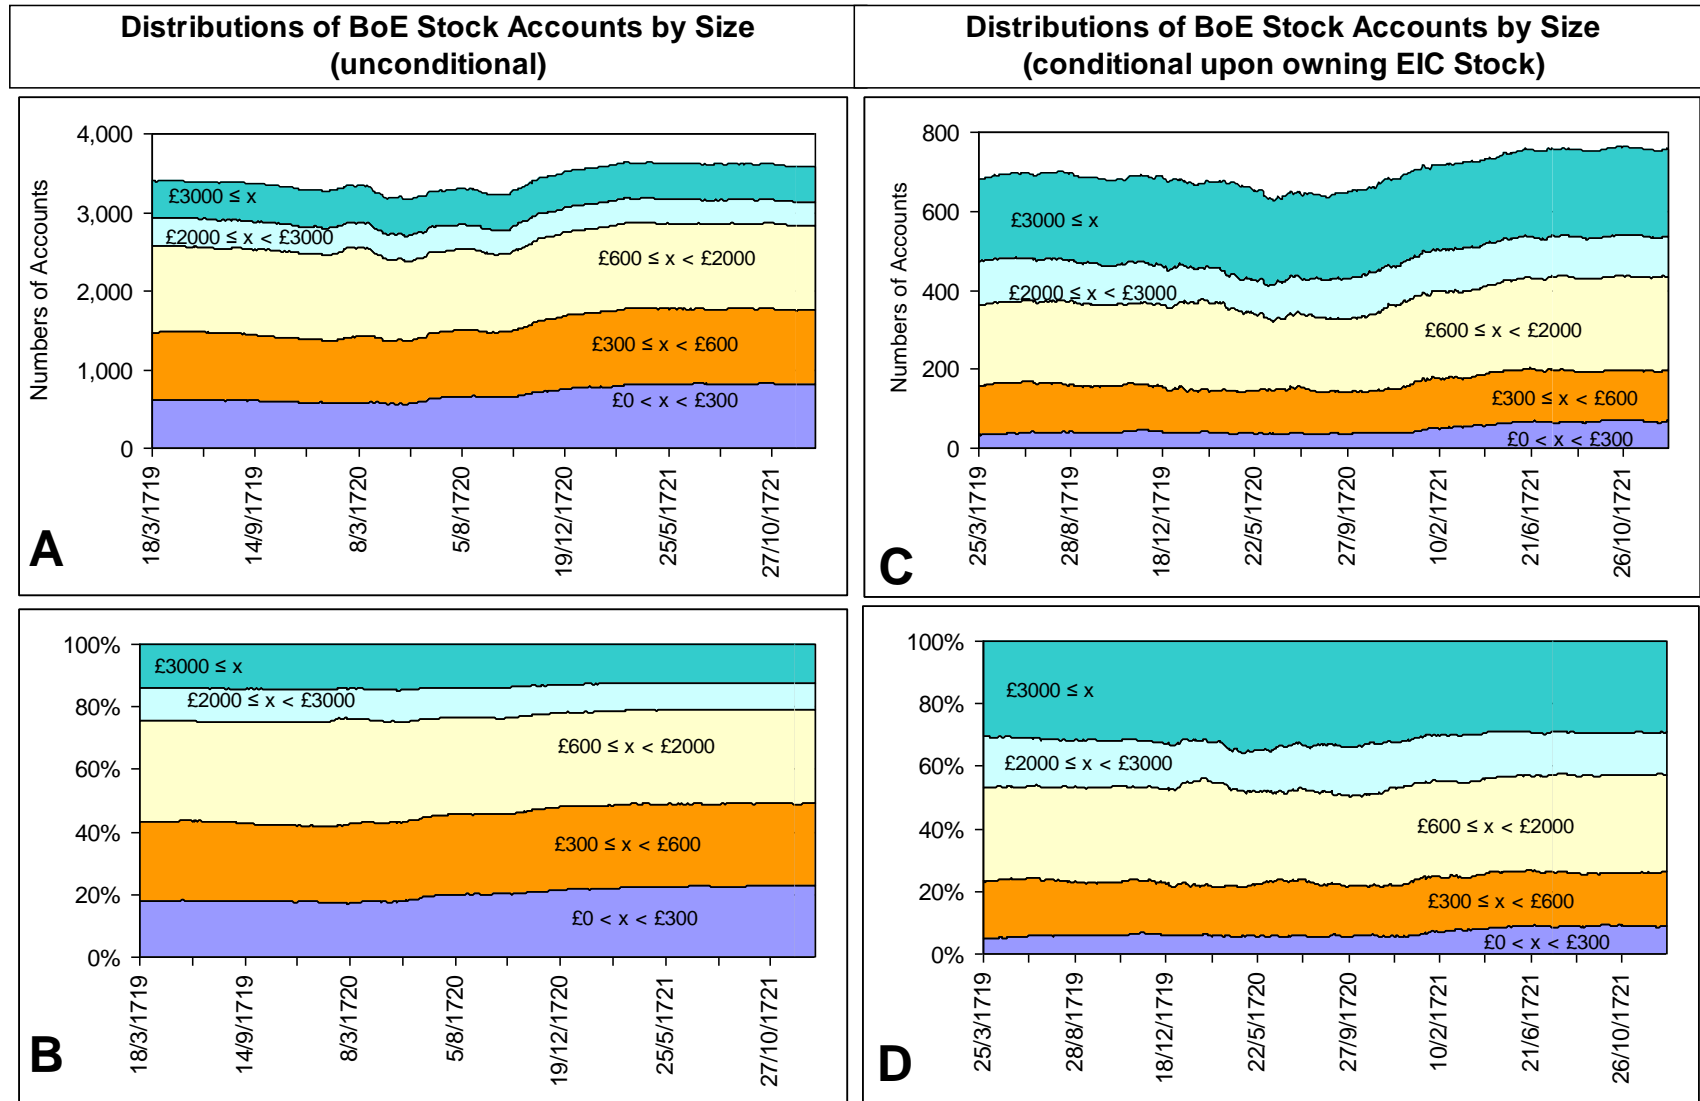 Distributions of BoE Stock Accounts by Size
(unconditional)
Distributions of BoE Stock Accounts by Size
(conditional upon owning EIC Stock)
Numbers of Accounts
4,000
3,000
2,000
1,000
0
£3000 ≤ x
£2000 ≤ x < £3000
£600 ≤ x < £2000
£300 ≤ x < £600
£0 < x < £300
18/3/1719
14/9/1719
8/3/1720
5/8/1720
19/12/1720
25/5/1721
27/10/1721
A
Numbers of Accounts
800
600
400
200
0
£3000 ≤ x
£2000 ≤ x < £3000
£600 ≤ x < £2000
£300 ≤ x < £600
£0 < x < £300
25/3/1719
28/8/1719
18/12/1719
22/5/1720
27/9/1720
10/2/1721
21/6/1721
26/10/1721
C
100%
80%
60%
40%
20%
0%
£3000 ≤ x
£2000 ≤ x < £3000
£600 ≤ x < £2000
£300 ≤ x < £600
£0 < x < £300
18/3/1719
14/9/1719
8/3/1720
5/8/1720
19/12/1720
25/5/1721
27/10/1721
B
100%
80%
60%
40%
20%
0%
£3000 ≤ x
£2000 ≤ x < £3000
£600 ≤ x < £2000
£300 ≤ x < £600
£0 < x < £300
25/3/1719
28/8/1719
18/12/1719
22/5/1720
27/9/1720
10/2/1721
21/6/1721
26/10/1721
D